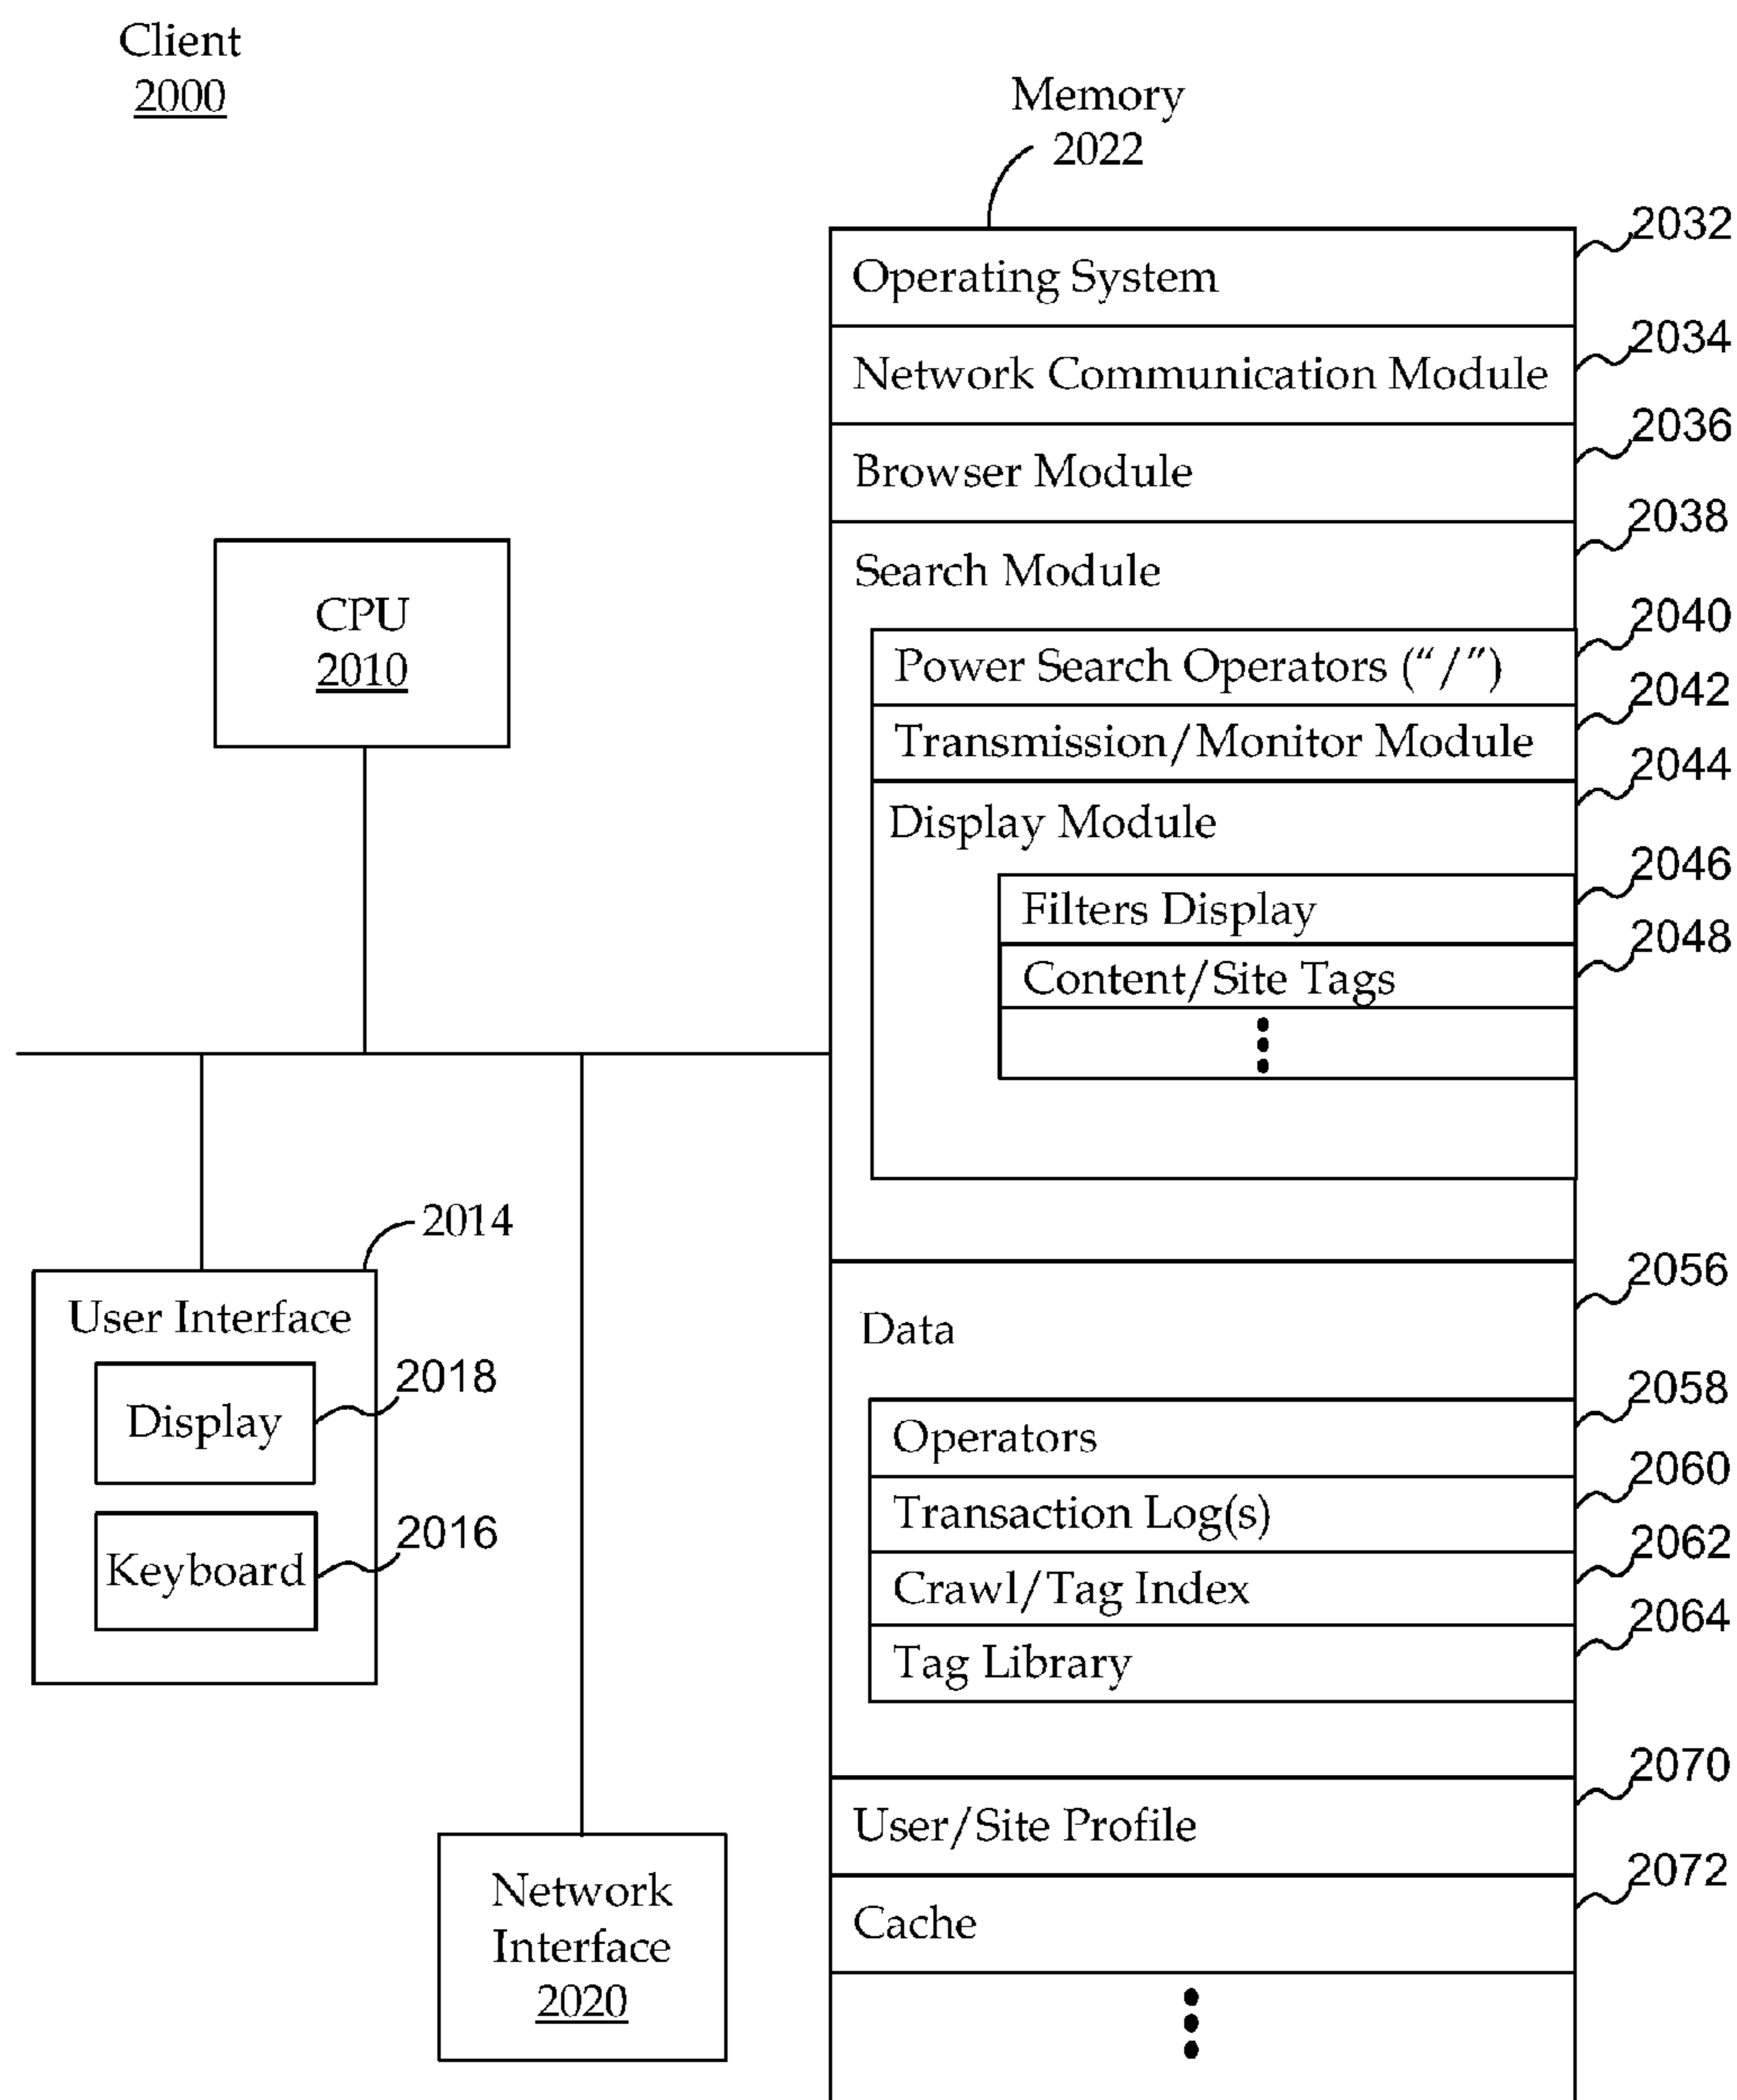 Client
2000
Memory
2022
2032
Operating System
2034
Network Communication Module
2036
Browser Module
2038
Search Module
2040
Power Search Operators (“/”)
2042
Transmission/Monitor Module
2044
Display Module
2046
Filters Display
2048
Content/Site Tags
CPU
2010
2014
User Interface
2018
Display
2016
Keyboard
Network
Interface
2020
2056
Data
2058
Operators
2060
Transaction Log(s)
2062
Crawl/Tag Index
2064
Tag Library
2070
User/Site Profile
2072
Cache